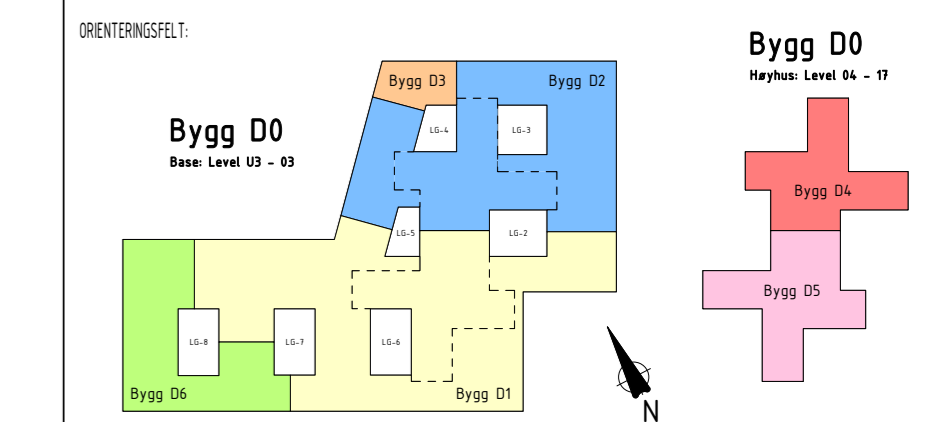 ORIENTERINGSFELT:
Bygg D0
Base: Level U3 - 03
Bygg D3
Bygg D2
LG-4
LG-3
LG-5
LG-2
LG-8
LG-7
LG-6
Bygg D6
Bygg D1
N
Bygg D0
Høyhus: Level 04 - 17
Bygg D4
Bygg D5